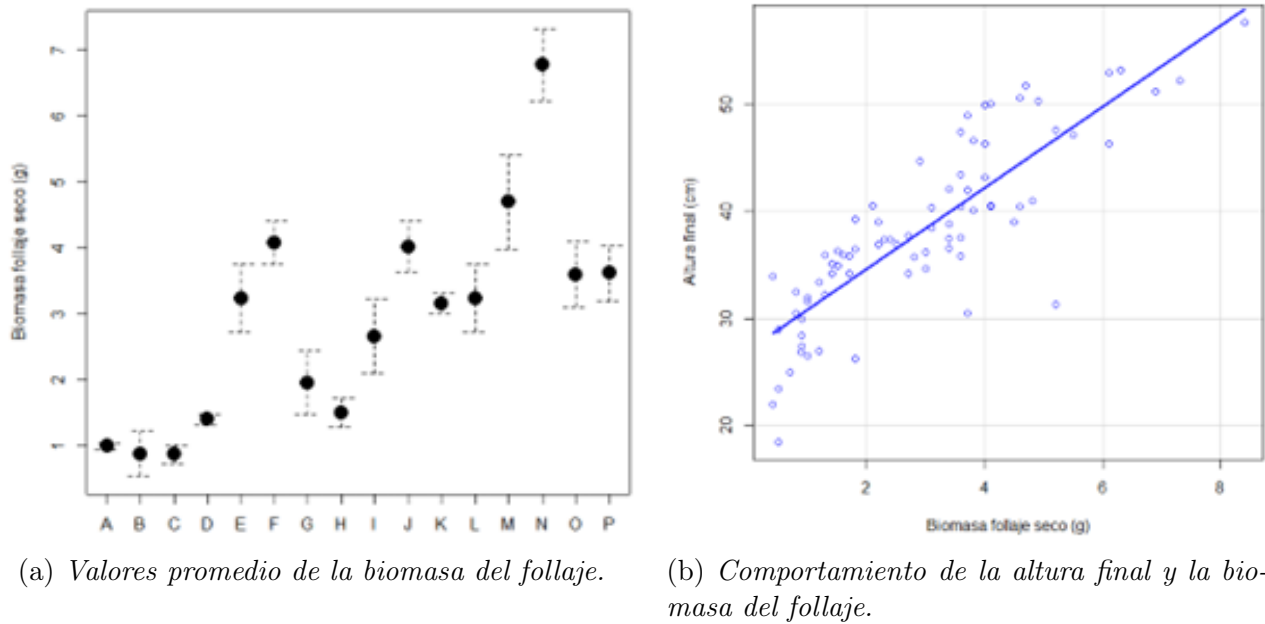 Biomasa follaje seco (g)
7
6
5
4
3
2
1
A B C D E F G H I J K L M N O P
(a) Valores promedio de la biomasa del follaje.
Altura final (cm)
50
40
30
20
2 4 6 8
Biomasa follaje seco (g)
(b) Comportamiento de la altura final y la bio-
masa del follaje.